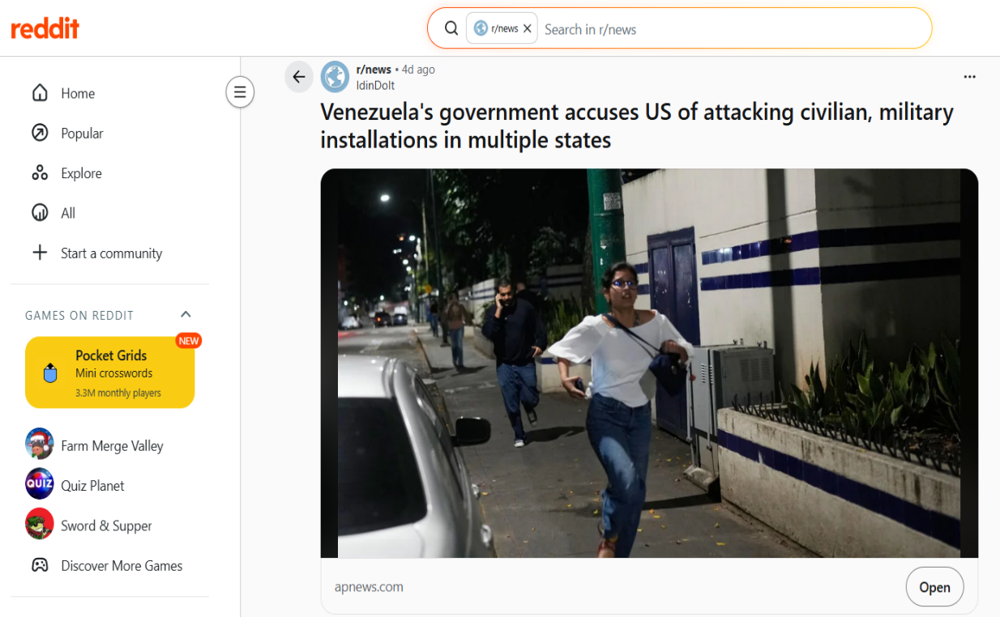 reddit
r/news
Search in r/news
Home
Popular
Explore
All
Start a community
GAMES ON REDDIT
NEW
Pocket Grids
Mini crosswords
3.3M monthly players
QUIZ
Farm Merge Valley
Quiz Planet
Sword & Supper
Discover More Games
r/news • 4d ago
IdinDoIt
Venezuela's government accuses US of attacking civilian, military
installations in multiple states
apnews.com
Open